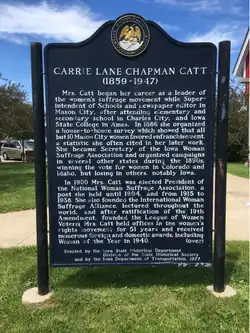 CARRIE LANE CHAPMAN CATT
(1859-1947)
Mrs. Catt began her career as a leader of
the women's suffrage movement while Super-
intendent of Schools and newspaper editor in
Mason City, after attending elementary and
secondary school in Charles City, and Iowa
State College in Ames. In 1886 she organized
a house-to-house survey which showed that all
but 10 Mason City women favored enfranchisement,
a statistic she often cited in her later work.
She became Secretary of the Iowa Woman
Suffrage Association and organized campaigns
in several other states during the 1890s,
winning the vote for women in Colorado and
Idaho, but losing in others, notably Iowa.
In 1900 Mrs. Catt was elected President of
the National Woman Suffrage Association, a
post she held until 1904, and from 1915 to
1938. She also founded the International Woman
Suffrage Alliance, lectured throughout the
world, and after ratification of the 19th
Amendment, founded the League of Women
Voters. Mrs. Catt held offices in the women's
rights movement for 51 years and received
numerous foreign and domestic awards, including
Woman of the Year in 1940. (over)
Erected by the Iowa State Historical Department
Division of the State Historical Society
and by the Iowa Department of Transportation, 1977